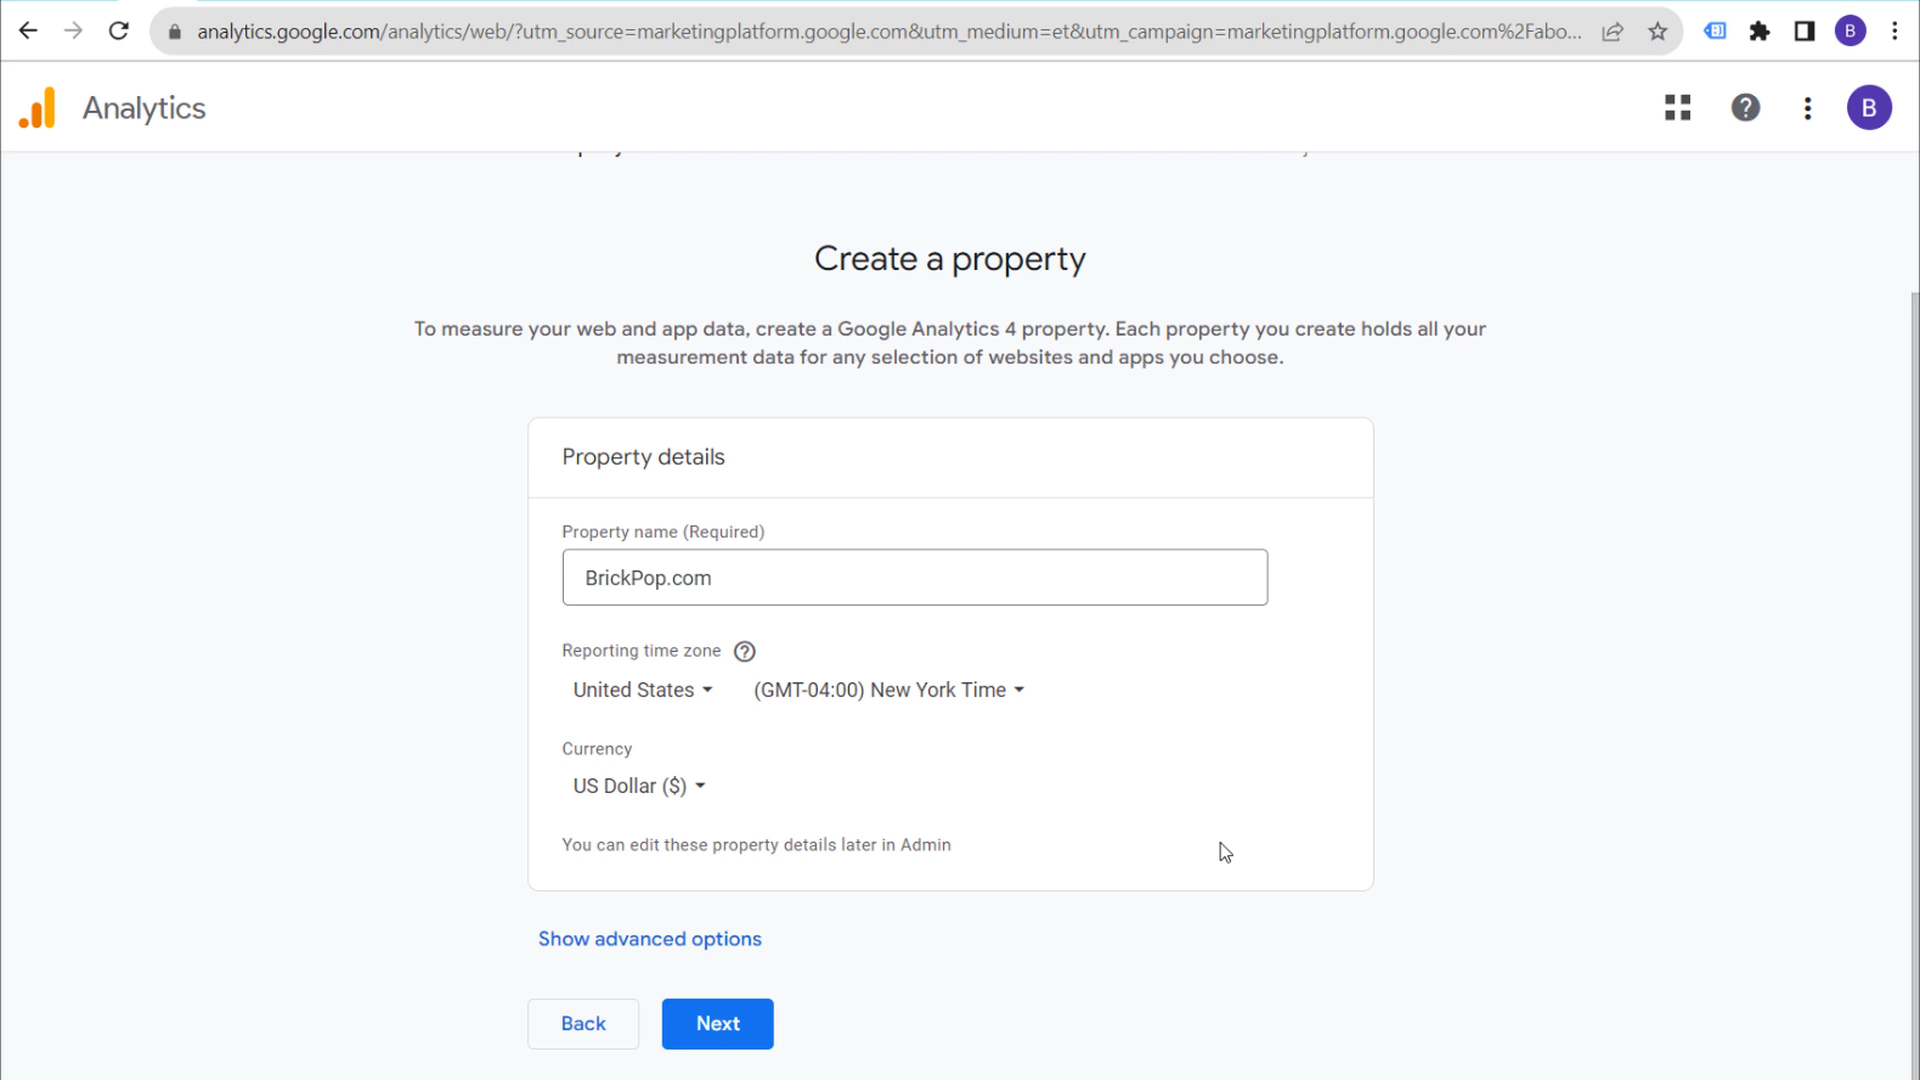 analytics.google.com/analytics/web/?utm_source=marketingplatform.google.com&utm_medium=et&utm_campaign=marketingplatform.google.com%2Fabo...
B
Analytics
B
Create a property
To measure your web and app data, create a Google Analytics 4 property. Each property you create holds all your
measurement data for any selection of websites and apps you choose.
Property details
Property name (Required)
BrickPop.com
Reporting time zone
United States (GMT-04:00) New York Time
Currency
US Dollar ($)
You can edit these property details later in Admin
Show advanced options
Back Next